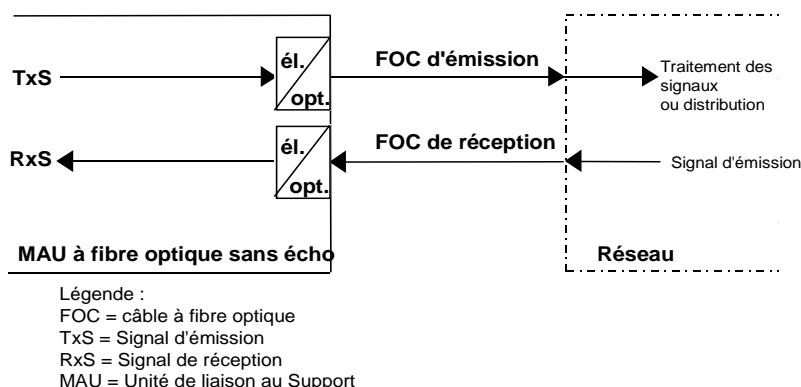 FOC d'émission
TxS
él.
opt.
Traitement des
signaux
ou distribution
FOC de réception
RxS
él.
opt.
Signal d'émission
MAU à fibre optique sans écho
Réseau
Légende :
FOC = câble à fibre optique
TxS = Signal d'émission
RxS = Signal de réception
MAU = Unité de liaison au Support